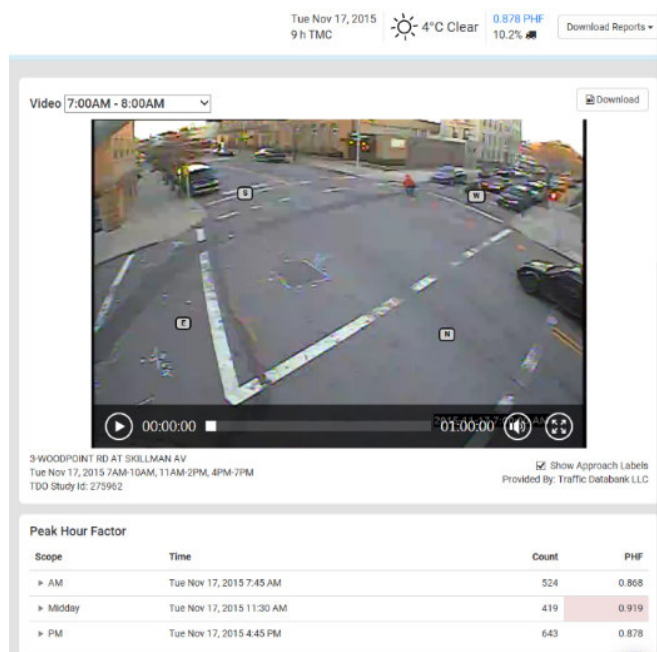 Tue Nov 17, 2015
9 h TMC
4°C Clear
0.878 PHF
10.2%
Download Reports
Video 7:00AM - 8:00AM
Download
S
W
E
N
00:00:00
01:00:00
3-WOODPOINT RD AT SKILLMAN AV
Tue Nov 17, 2015 7AM-10AM, 11AM-2PM, 4PM-7PM
TDO Study Id: 275962
Show Approach Labels
Provided By: Traffic Databank LLC
Peak Hour Factor
Scope Time Count PHF
AM Tue Nov 17, 2015 7:45 AM 524 0.868
Midday Tue Nov 17, 2015 11:30 AM 419 0.919
PM Tue Nov 17, 2015 4:45 PM 643 0.878